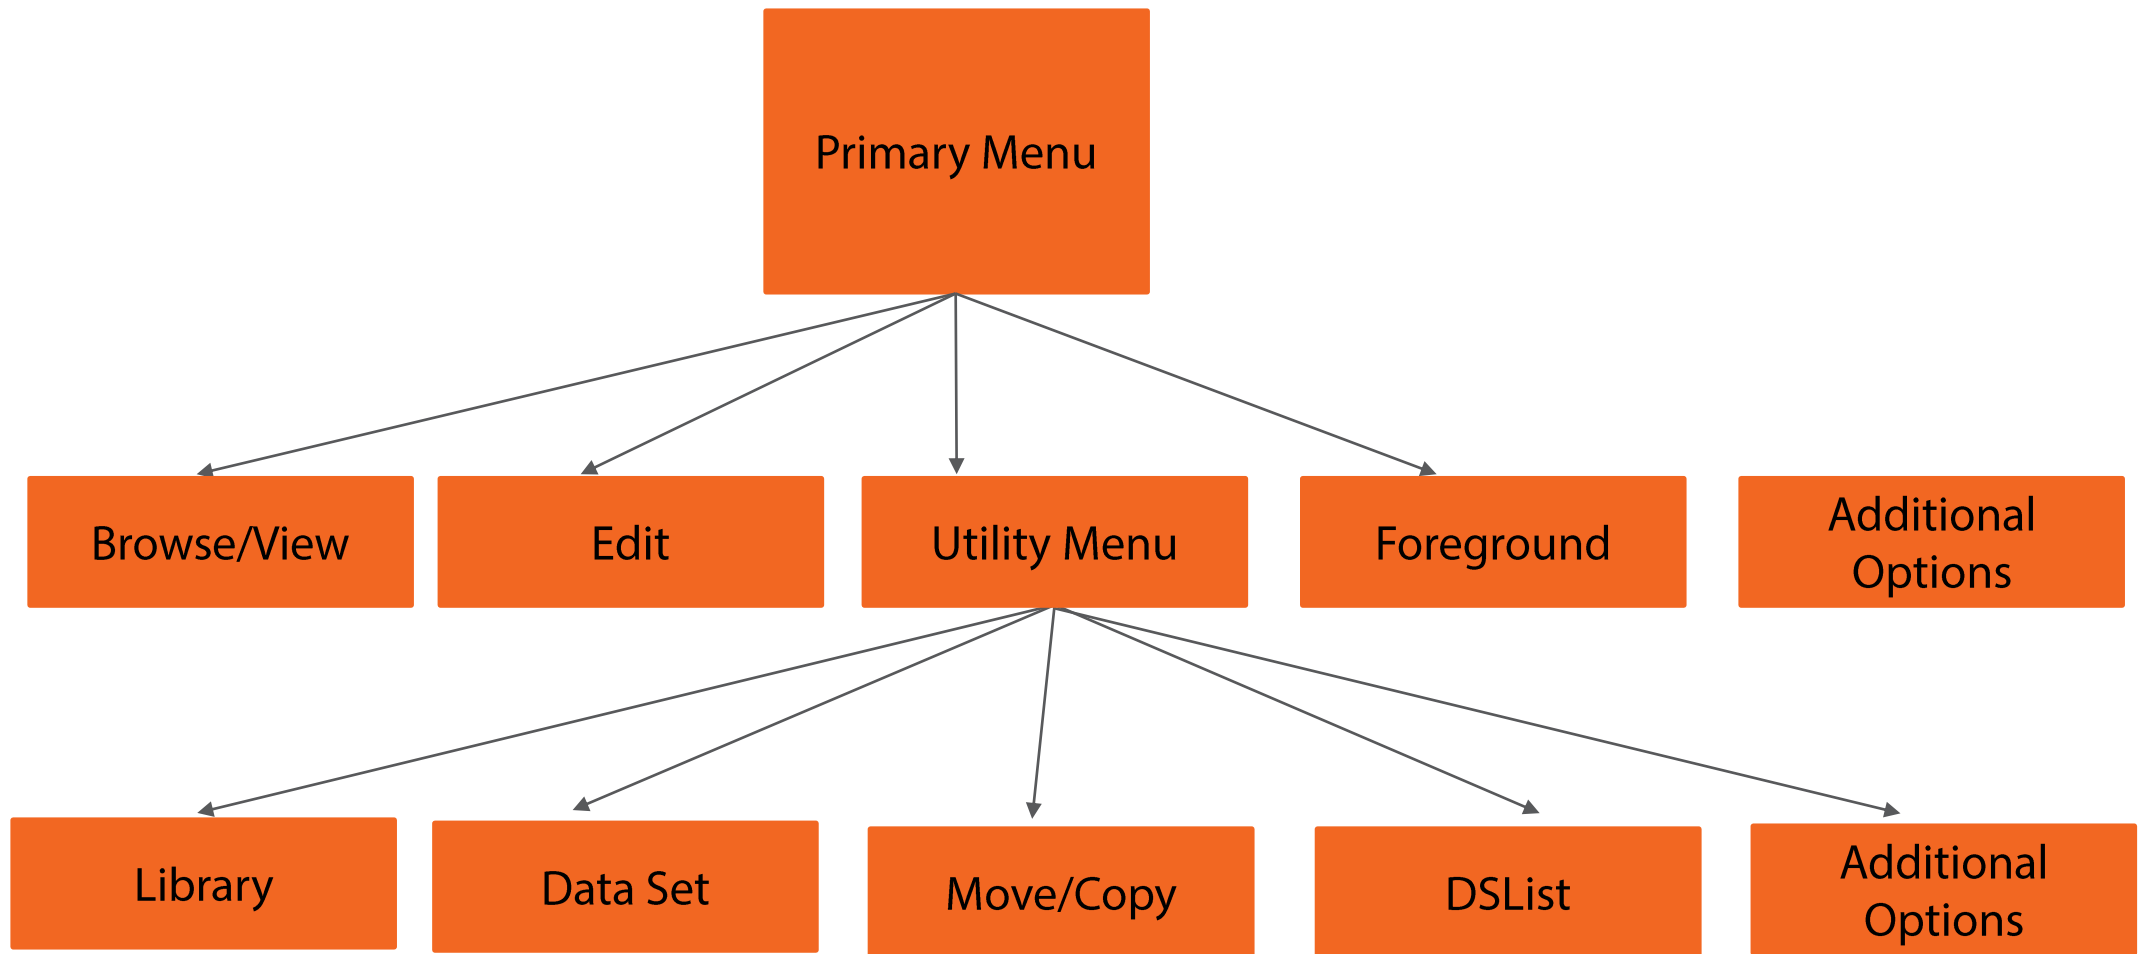 Primary Menu
Browse/View
Edit
Utility Menu
Foreground
Additional
Options
Library
Data Set
Move/Copy
DSList
Additional
Options